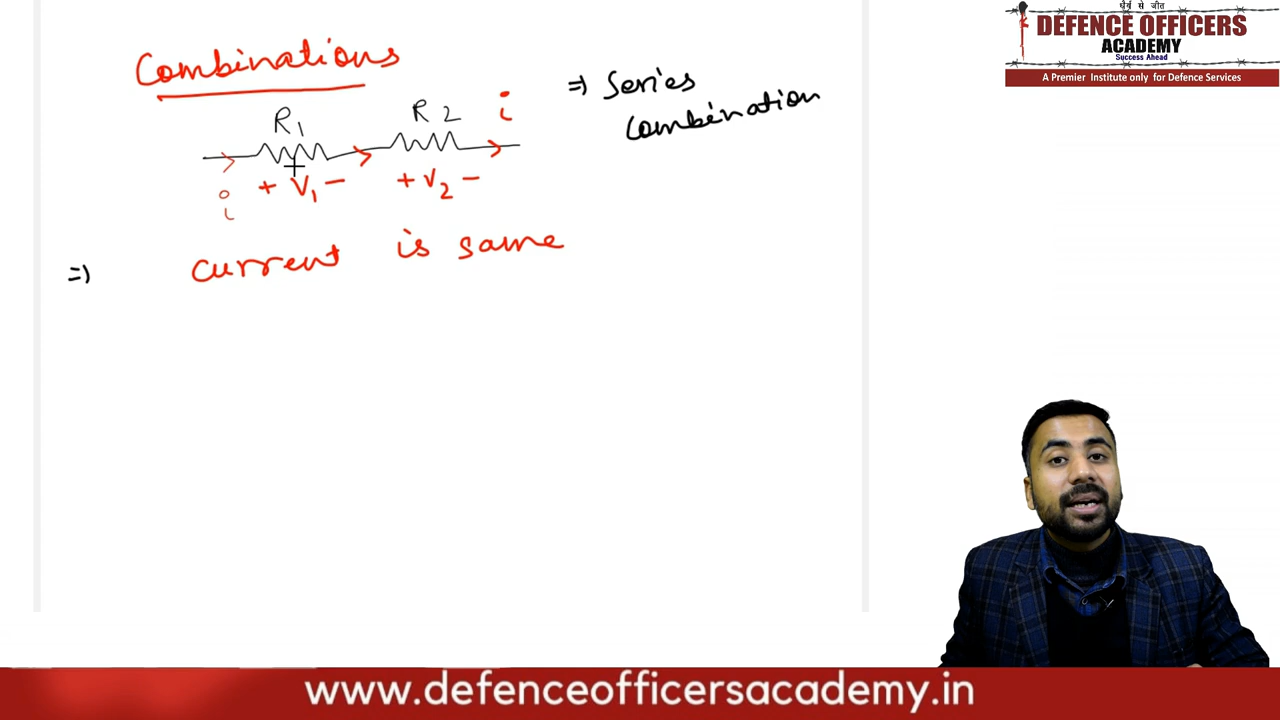 धैर्य से जीत
DEFENCE OFFICERS
ACADEMY
Success Ahead
A Premier Institute only for Defence Services
Combinations
R1 R2 i
⇒ Series
Combination
i + V1 − + V2 −
⇒ current is same
www.defenceofficersacademy.in